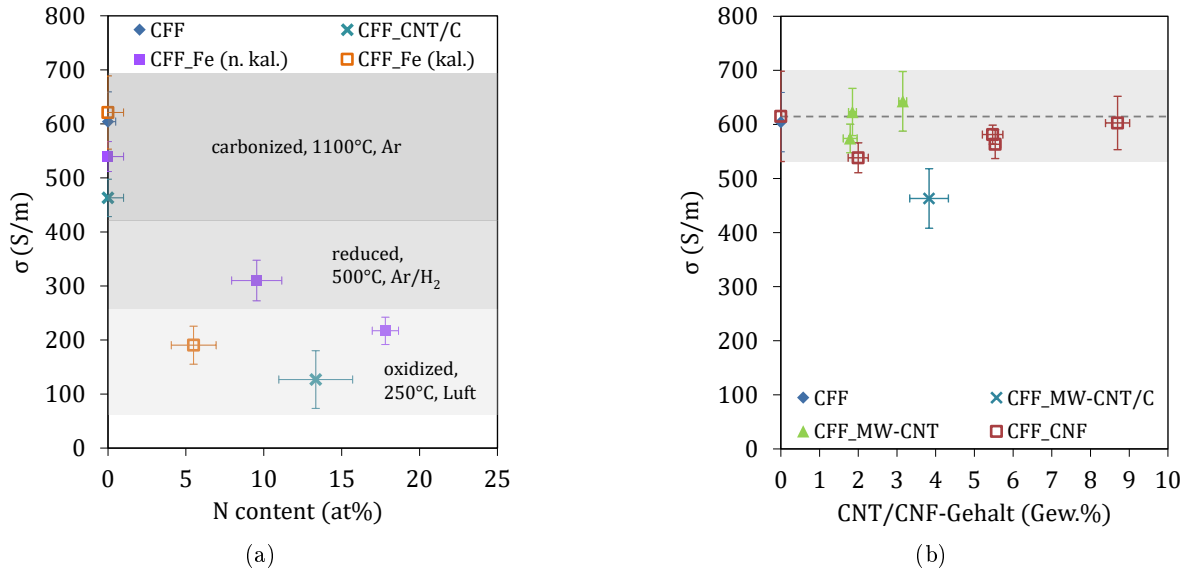 800
700
600
500
400
300
200
100
0
σ (S/m)
CFF
CFF_CNT/C
CFF_Fe (n. kal.)
CFF_Fe (kal.)
carbonized, 1100°C, Ar
reduced,
500°C, Ar/H₂
oxidized,
250°C, Luft
0 5 10 15 20 25
N content (at%)
(a)
800
700
600
500
400
300
200
100
0
σ (S/m)
CFF
CFF_MW-CNT/C
CFF_MW-CNT
CFF_CNF
0 1 2 3 4 5 6 7 8 9 10
CNT/CNF-Gehalt (Gew.%)
(b)